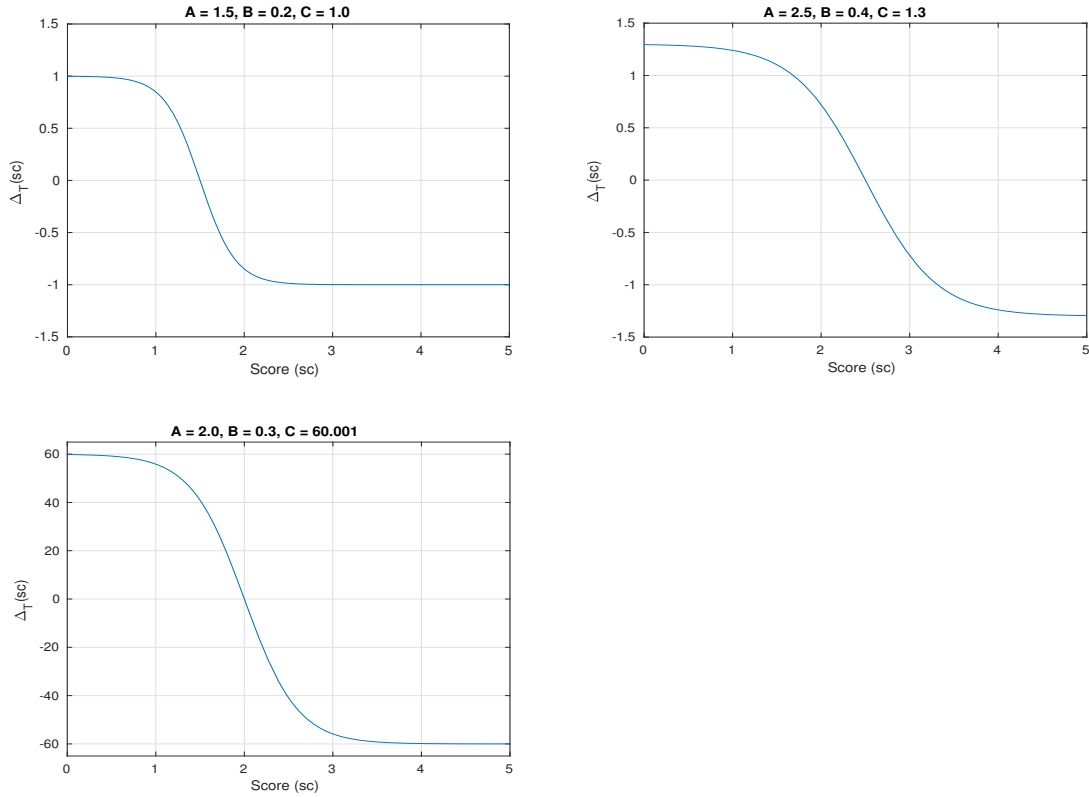 A = 1.5, B = 0.2, C = 1.0
1.5
1
0.5
0
-0.5
-1
-1.5
Δ_T(sc)
0 1 2 3 4 5
Score (sc)
A = 2.5, B = 0.4, C = 1.3
1.5
1
0.5
0
-0.5
-1
-1.5
Δ_T(sc)
0 1 2 3 4 5
Score (sc)
A = 2.0, B = 0.3, C = 60.001
60
40
20
0
-20
-40
-60
Δ_T(sc)
0 1 2 3 4 5
Score (sc)